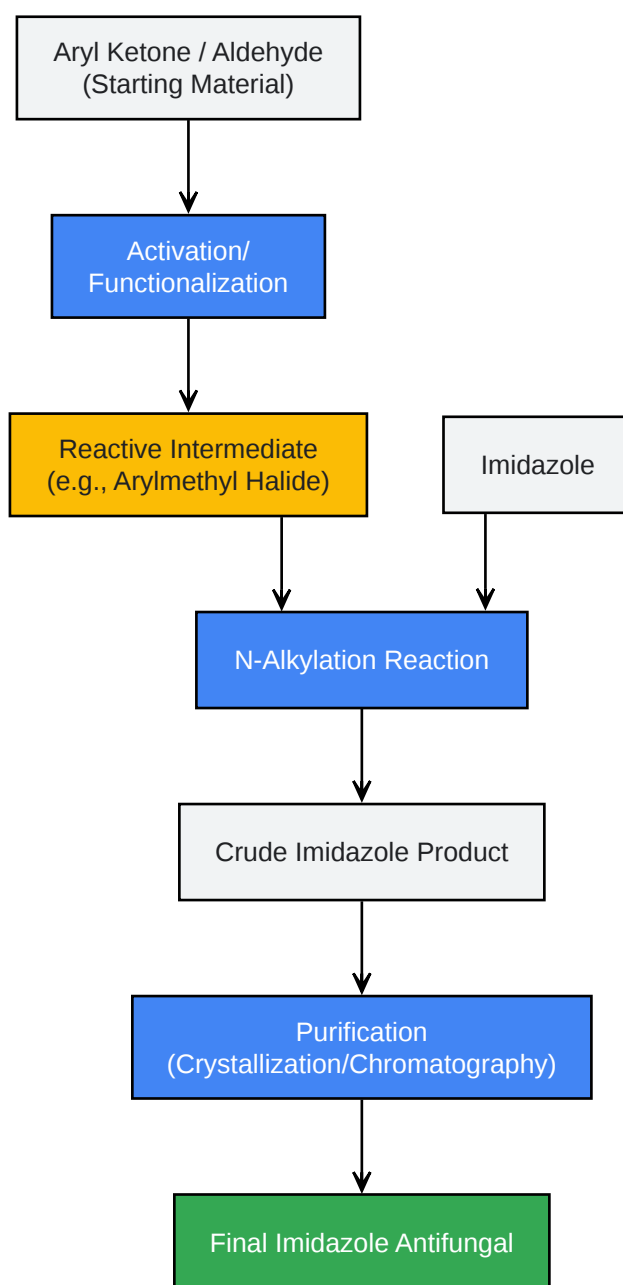 Aryl Ketone / Aldehyde
(Starting Material)
Activation/
Functionalization
Reactive Intermediate
(e.g., Arylmethyl Halide)
Imidazole
N-Alkylation Reaction
Crude Imidazole Product
Purification
(Crystallization/Chromatography)
Final Imidazole Antifungal